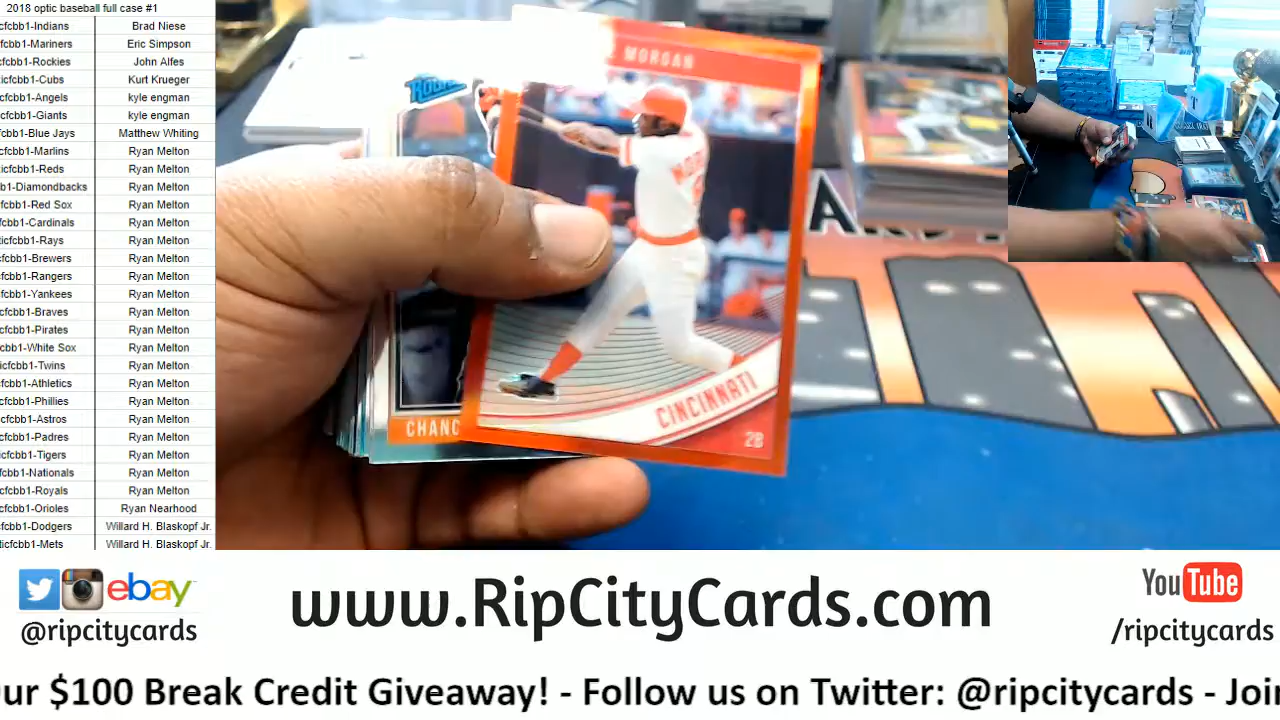 2018 optic baseball full case #1
cfcbb1-Indians Brad Niese
fcbb1-Mariners Eric Simpson
fcbb1-Rockies John Alfes
icfcbb1-Cubs Kurt Krueger
cfcbb1-Angels kyle engman
cfcbb1-Giants kyle engman
fcbb1-Blue Jays Matthew Whiting
cfcbb1-Marlins Ryan Melton
icfcbb1-Reds Ryan Melton
bb1-Diamondbacks Ryan Melton
fcbb1-Red Sox Ryan Melton
fcbb1-Cardinals Ryan Melton
icfcbb1-Rays Ryan Melton
fcbb1-Brewers Ryan Melton
fcbb1-Rangers Ryan Melton
fcbb1-Yankees Ryan Melton
cfcbb1-Braves Ryan Melton
cfcbb1-Pirates Ryan Melton
cbb1-White Sox Ryan Melton
icfcbb1-Twins Ryan Melton
fcbb1-Athletics Ryan Melton
cfcbb1-Phillies Ryan Melton
cfcbb1-Astros Ryan Melton
cfcbb1-Padres Ryan Melton
icfcbb1-Tigers Ryan Melton
fcbb1-Nationals Ryan Melton
cfcbb1-Royals Ryan Melton
cfcbb1-Orioles Ryan Nearhood
cfcbb1-Dodgers Willard H. Blaskopf Jr.
ticfcbb1-Mets Willard H. Blaskopf Jr.
MORGAN
CINCINNATI
2B
CHANC
ebay
@ripcitycards
www.RipCityCards.com
YouTube
/ripcitycards
Our $100 Break Credit Giveaway! - Follow us on Twitter: @ripcitycards - Join